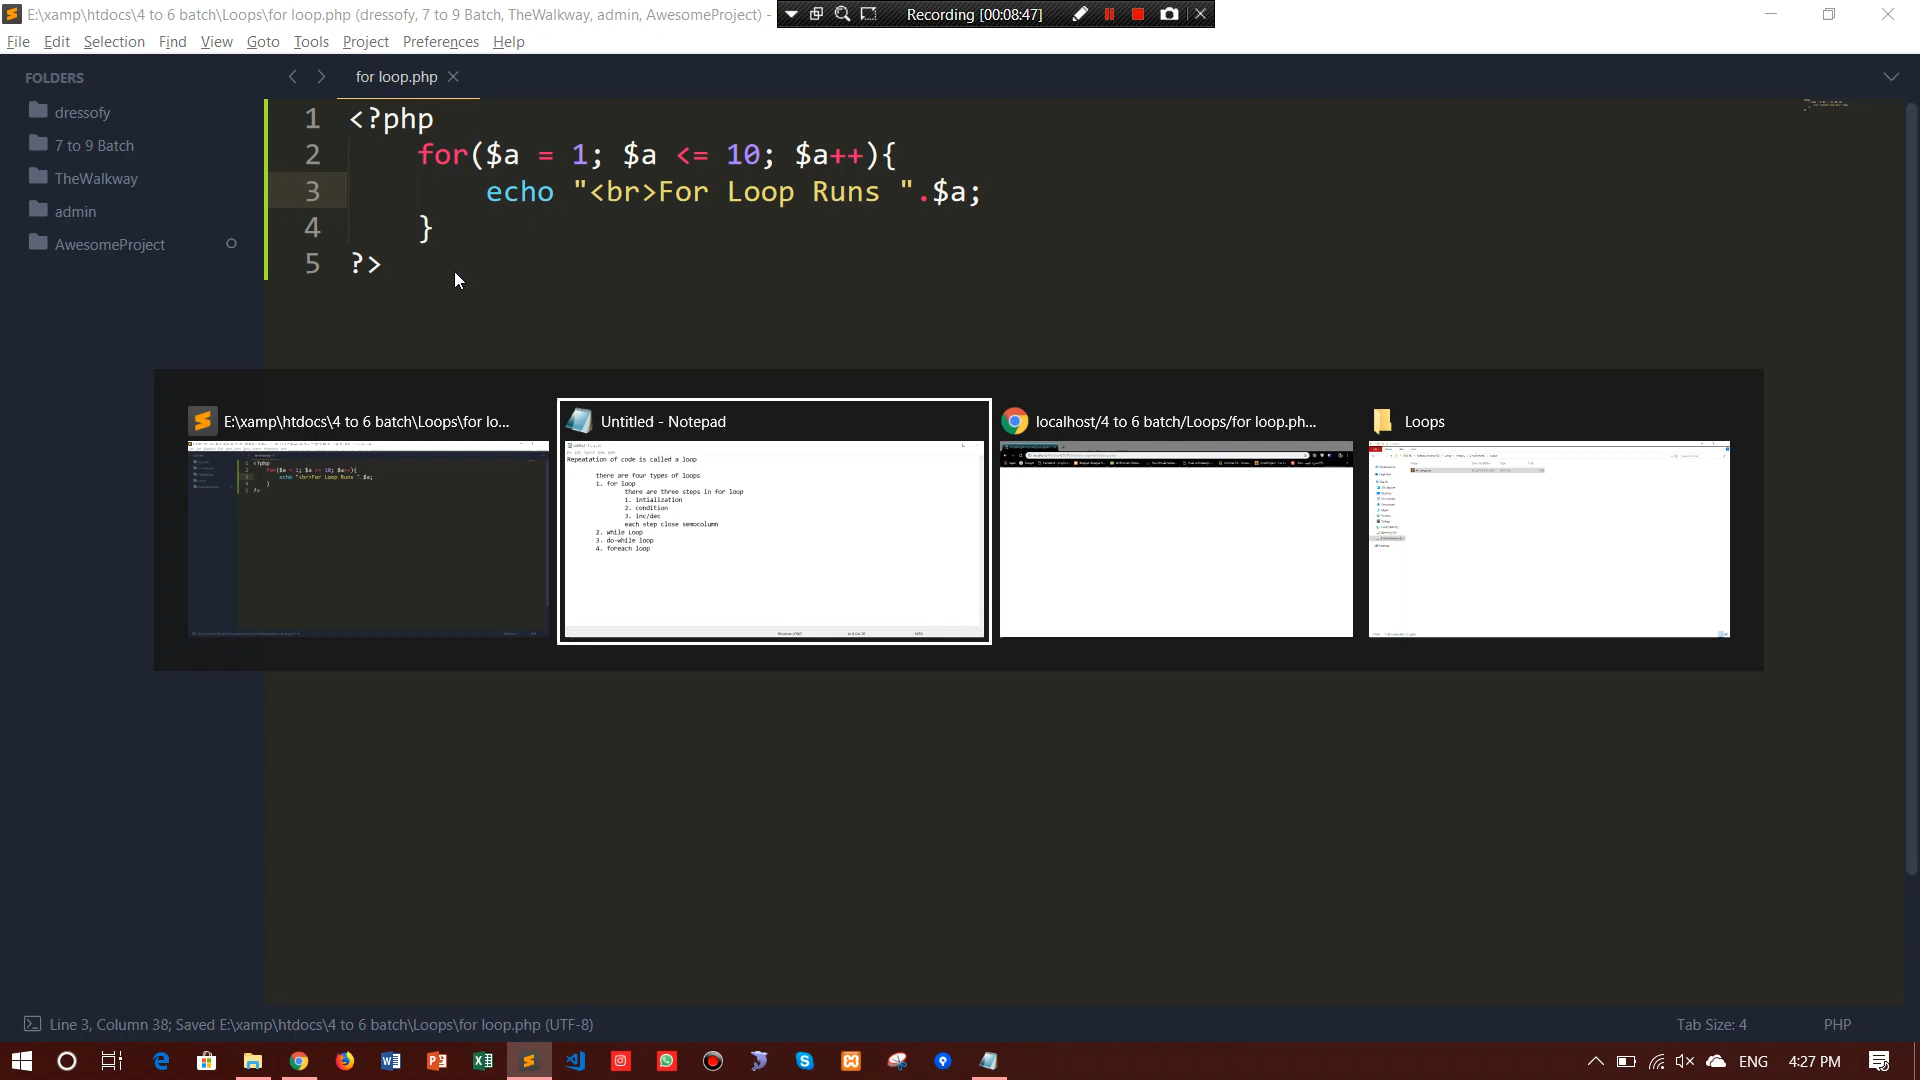 E:\xamp\htdocs\4 to 6 batch\Loops\for loop.php (dressofy, 7 to 9 Batch, TheWalkway, admin, AwesomeProject) -
Recording [00:08:47]
File Edit Selection Find View Goto Tools Project Preferences Help
FOLDERS
dressofy
7 to 9 Batch
TheWalkway
admin
AwesomeProject
for loop.php
1 <?php
2 for($a = 1; $a <= 10; $a++){
3 echo "<br>For Loop Runs ".$a;
4 }
5 ?>
E:\xamp\htdocs\4 to 6 batch\Loops\for lo...
Untitled - Notepad
localhost/4 to 6 batch/Loops/for loop.ph...
Loops
Repeatation of code is called a loop
there are four types of loops
1. for loop
there are three steps in for loop
1. intialization
2. condition
3. inc/dec
each step close semocolumn
2. while Loop
3. do-while loop
4. foreach loop
Line 3, Column 38; Saved E:\xamp\htdocs\4 to 6 batch\Loops\for loop.php (UTF-8)
Tab Size: 4
PHP
ENG
4:27 PM